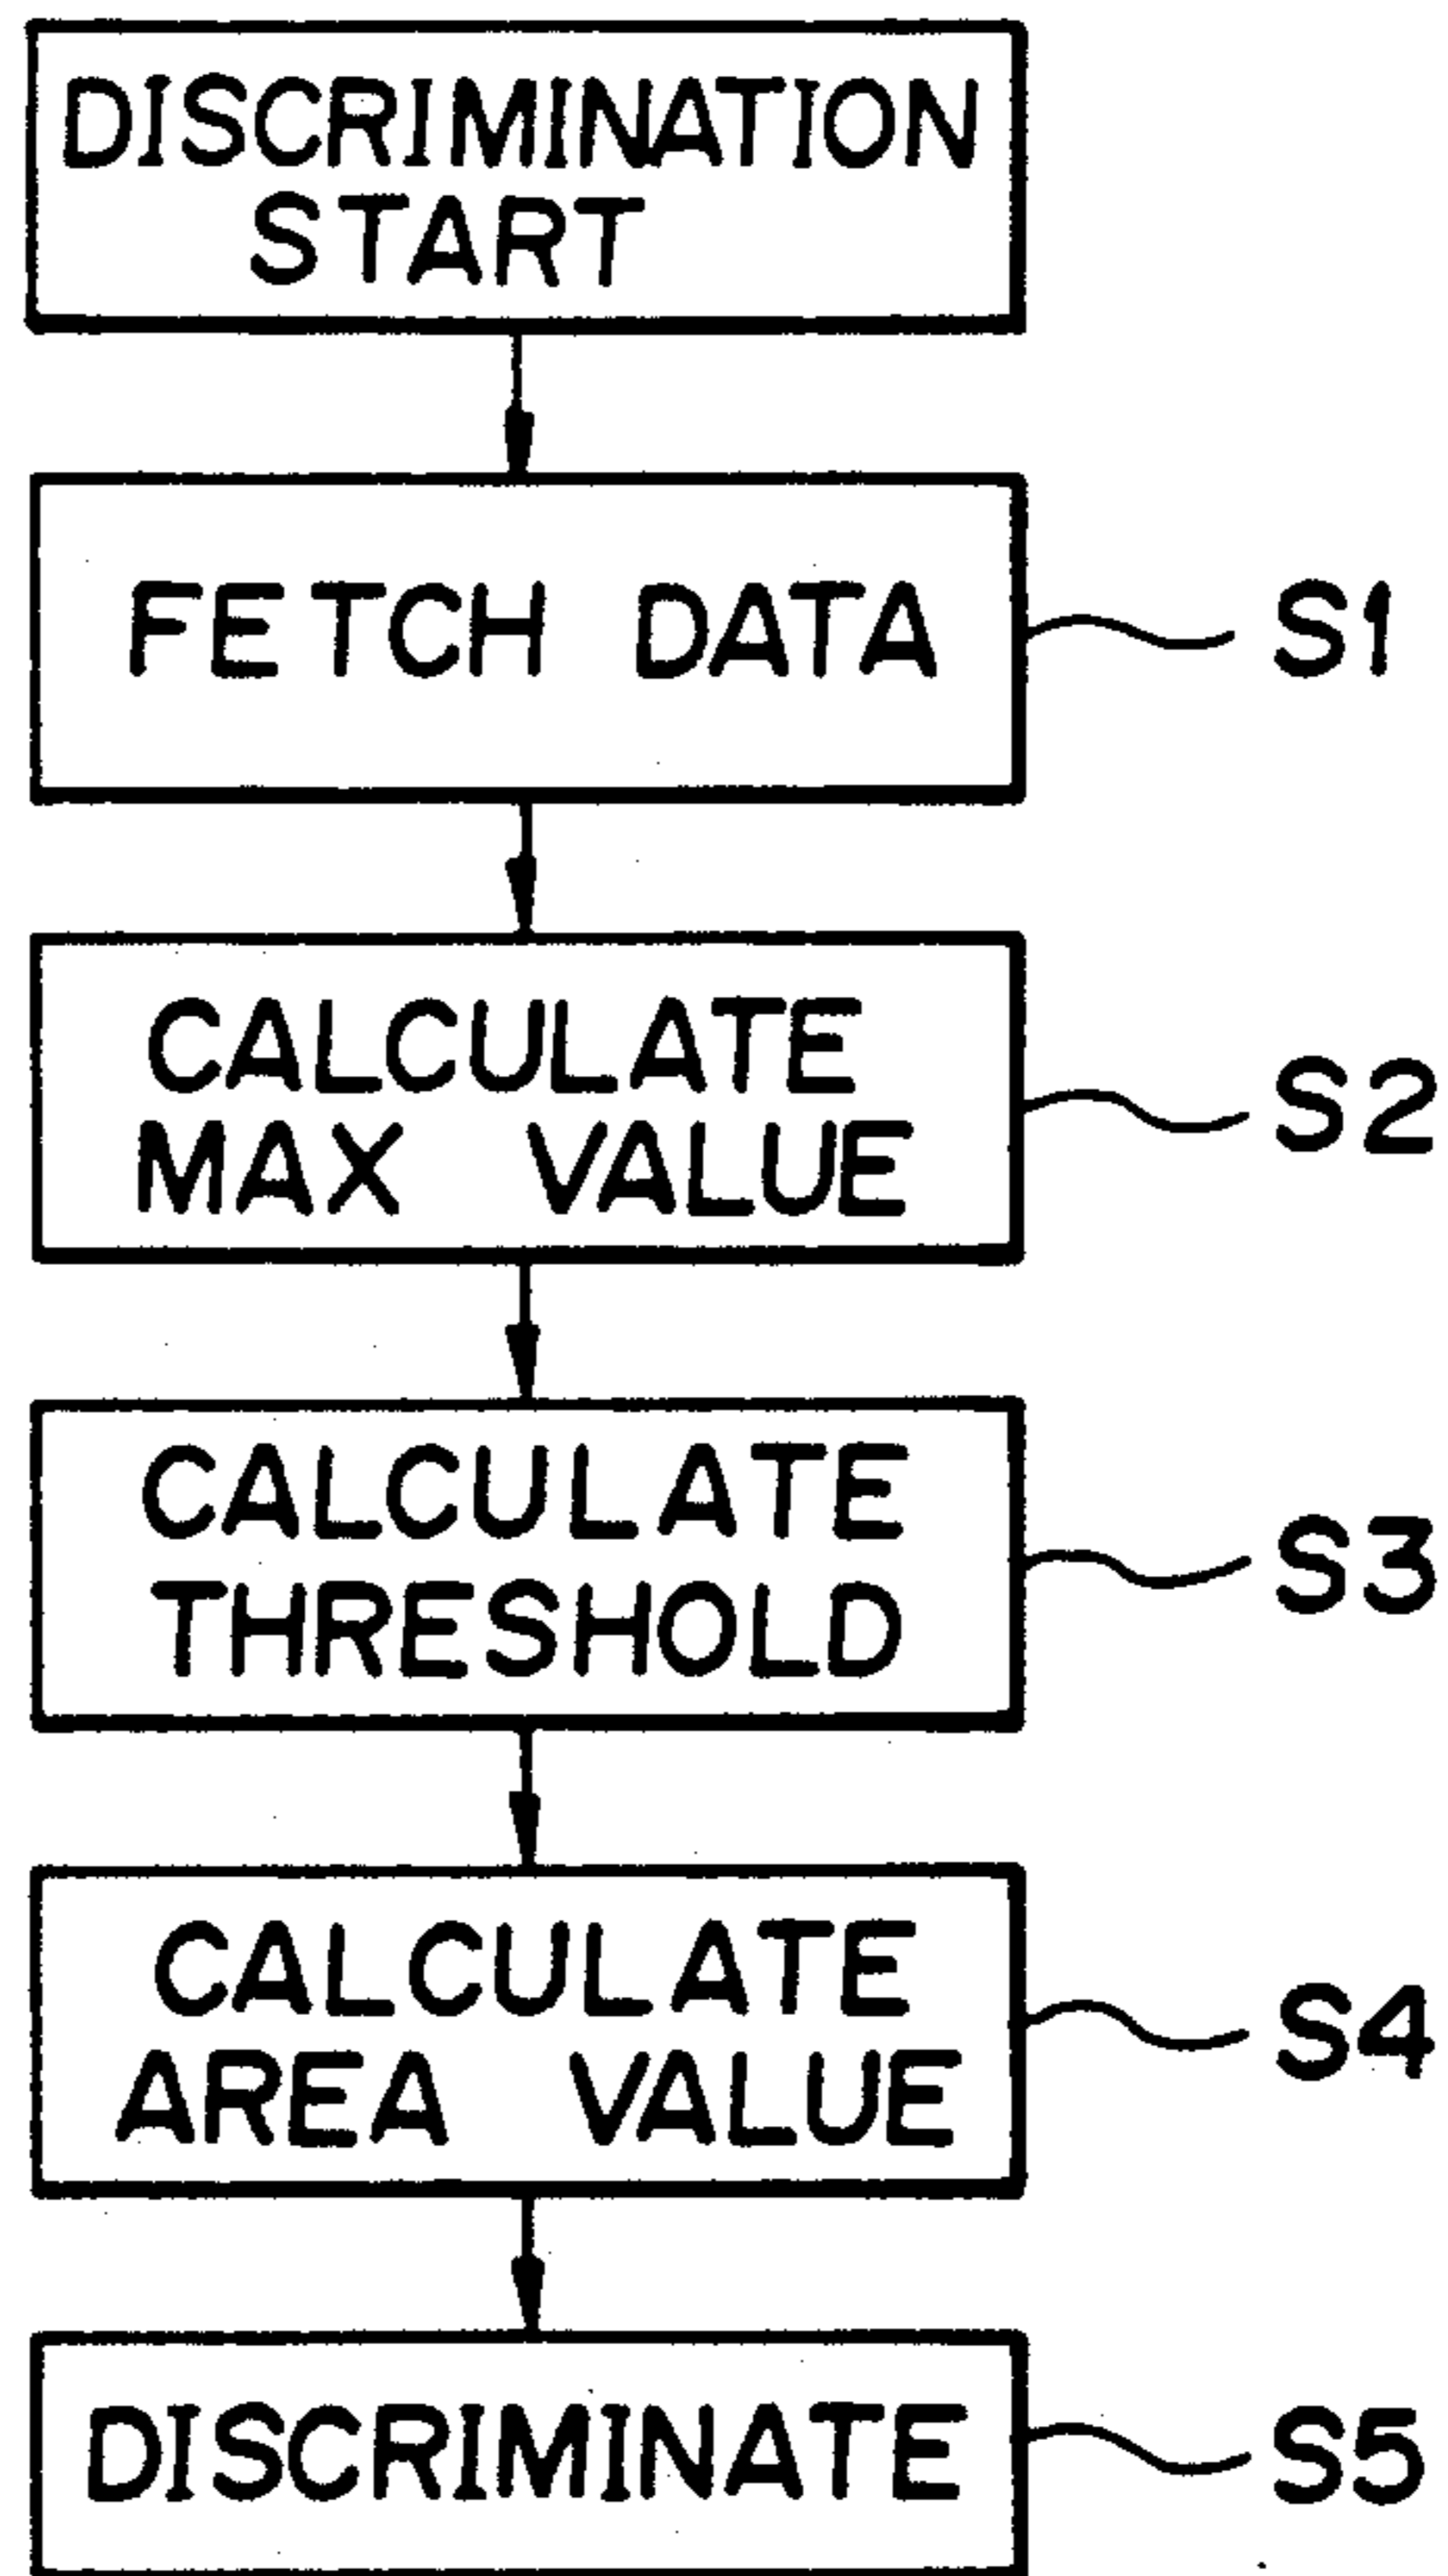 DISCRIMINATION
START
FETCH DATA
S1
CALCULATE
MAX VALUE
S2
CALCULATE
THRESHOLD
S3
CALCULATE
AREA VALUE
S4
DISCRIMINATE
S5